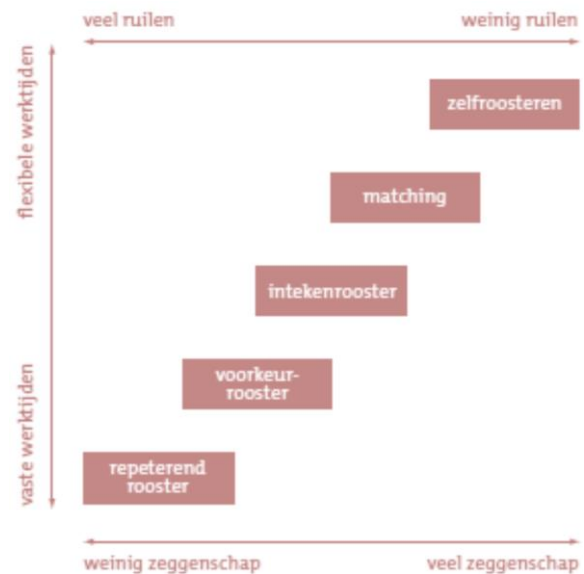 veel ruilen
weinig ruilen
flexibele werktijden
zelfroosteren
matching
intekenrooster
voorkeur-
rooster
vaste werktijden
repeterend
rooster
weinig zeggenschap
veel zeggenschap